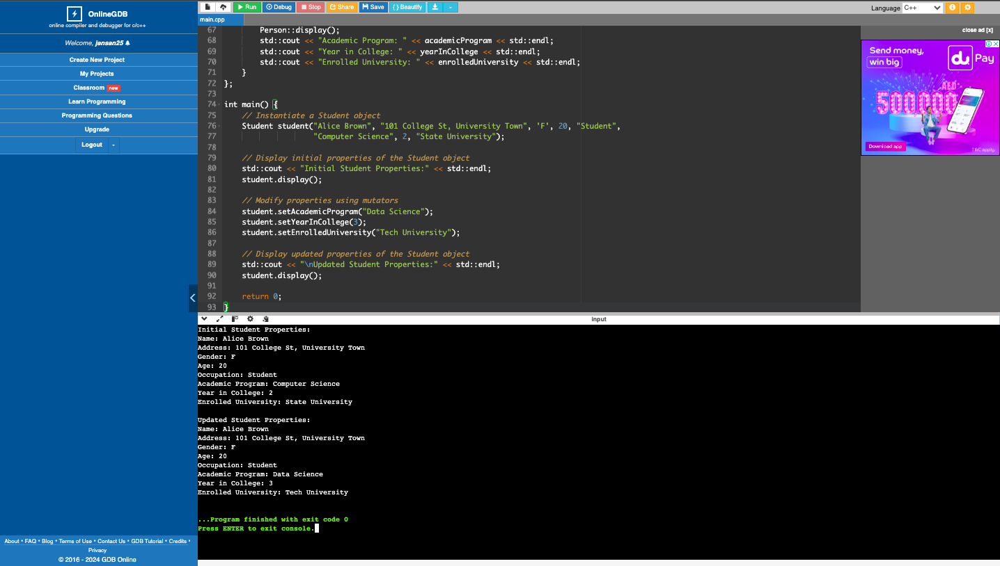 OnlineGDB
online compiler and debugger for c/c++
Welcome, jansan25
Create New Project
My Projects
Classroom new
Learn Programming
Programming Questions
Upgrade
Logout
About • FAQ • Blog • Terms of Use • Contact Us • GDB Tutorial • Credits •
Privacy
© 2016 - 2024 GDB Online
Run Debug Stop Share Save {} Beautify
Language C++
main.cpp
67 Person::display();
68 std::cout << "Academic Program: " << academicProgram << std::endl;
69 std::cout << "Year in College: " << yearInCollege << std::endl;
70 std::cout << "Enrolled University: " << enrolledUniversity << std::endl;
71 }
72 };
73
74 int main() {
75 // Instantiate a Student object
76 Student student("Alice Brown", "101 College St, University Town", 'F', 20, "Student",
77 "Computer Science", 2, "State University");
78
79 // Display initial properties of the Student object
80 std::cout << "Initial Student Properties:" << std::endl;
81 student.display();
82
83 // Modify properties using mutators
84 student.setAcademicProgram("Data Science");
85 student.setYearInCollege(3);
86 student.setEnrolledUniversity("Tech University");
87
88 // Display updated properties of the Student object
89 std::cout << "\nUpdated Student Properties:" << std::endl;
90 student.display();
91
92 return 0;
93 }
close ad [x]
Send money,
win big
du Pay
AED
500,000
Download app
T&C apply.
input
Initial Student Properties:
Name: Alice Brown
Address: 101 College St, University Town
Gender: F
Age: 20
Occupation: Student
Academic Program: Computer Science
Year in College: 2
Enrolled University: State University

Updated Student Properties:
Name: Alice Brown
Address: 101 College St, University Town
Gender: F
Age: 20
Occupation: Student
Academic Program: Data Science
Year in College: 3
Enrolled University: Tech University

...Program finished with exit code 0
Press ENTER to exit console.